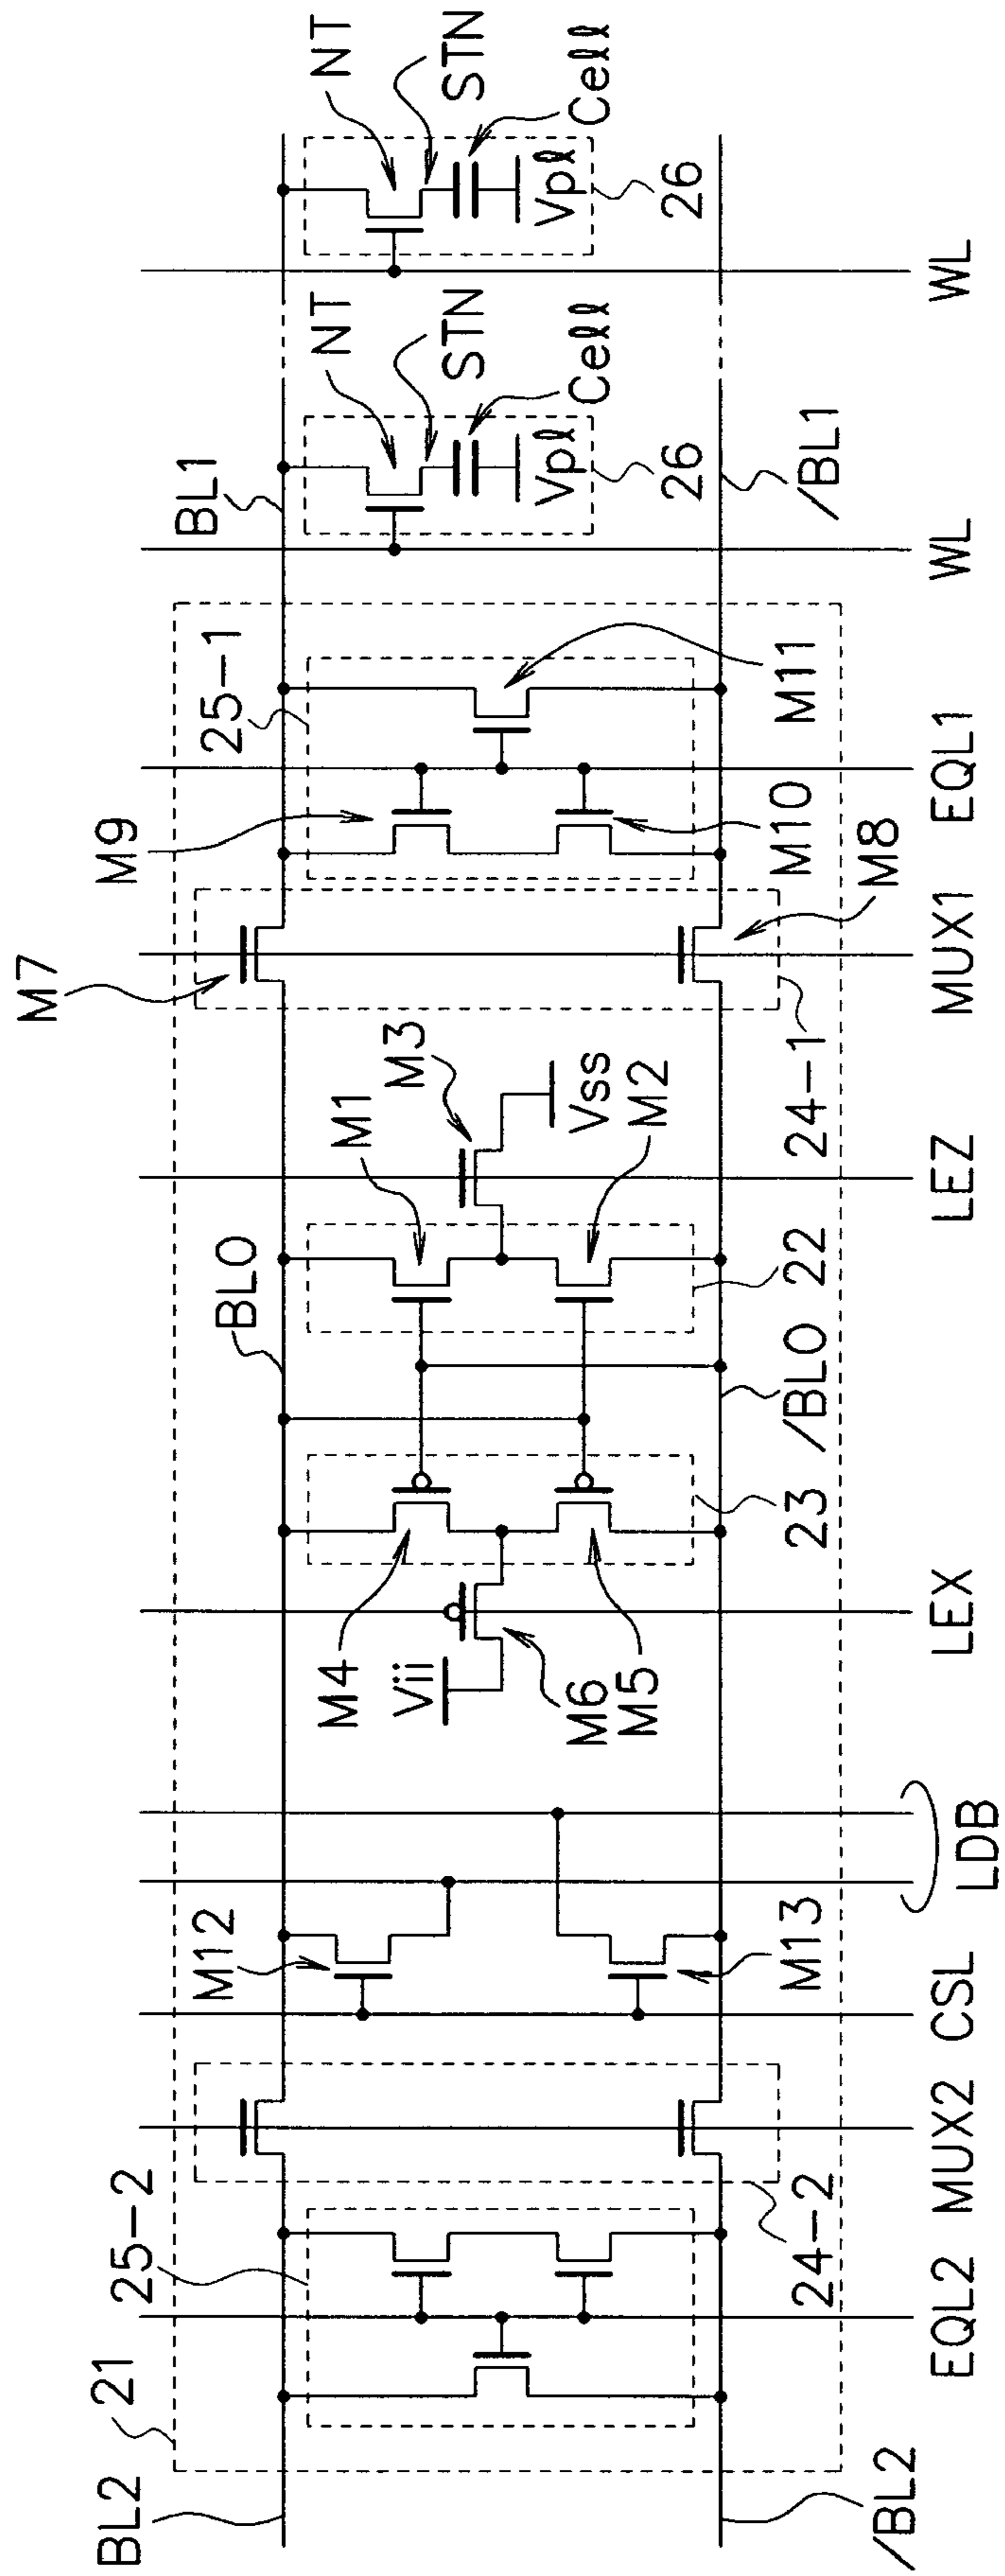 BL2
21
25-2
EQL2
/BL2
24-2
MUX2
M12
M13
CSL
LDB
M4
Vii
M6
M5
LEX
23
BL0
/BL0
22
M1
M3
Vss
M2
LEZ
24-1
M7
MUX1
M8
M9
M10
25-1
EQL1
M11
BL1
/BL1
WL
NT
STN
Cell
Vpl
26
WL
NT
STN
Cell
Vpl
26